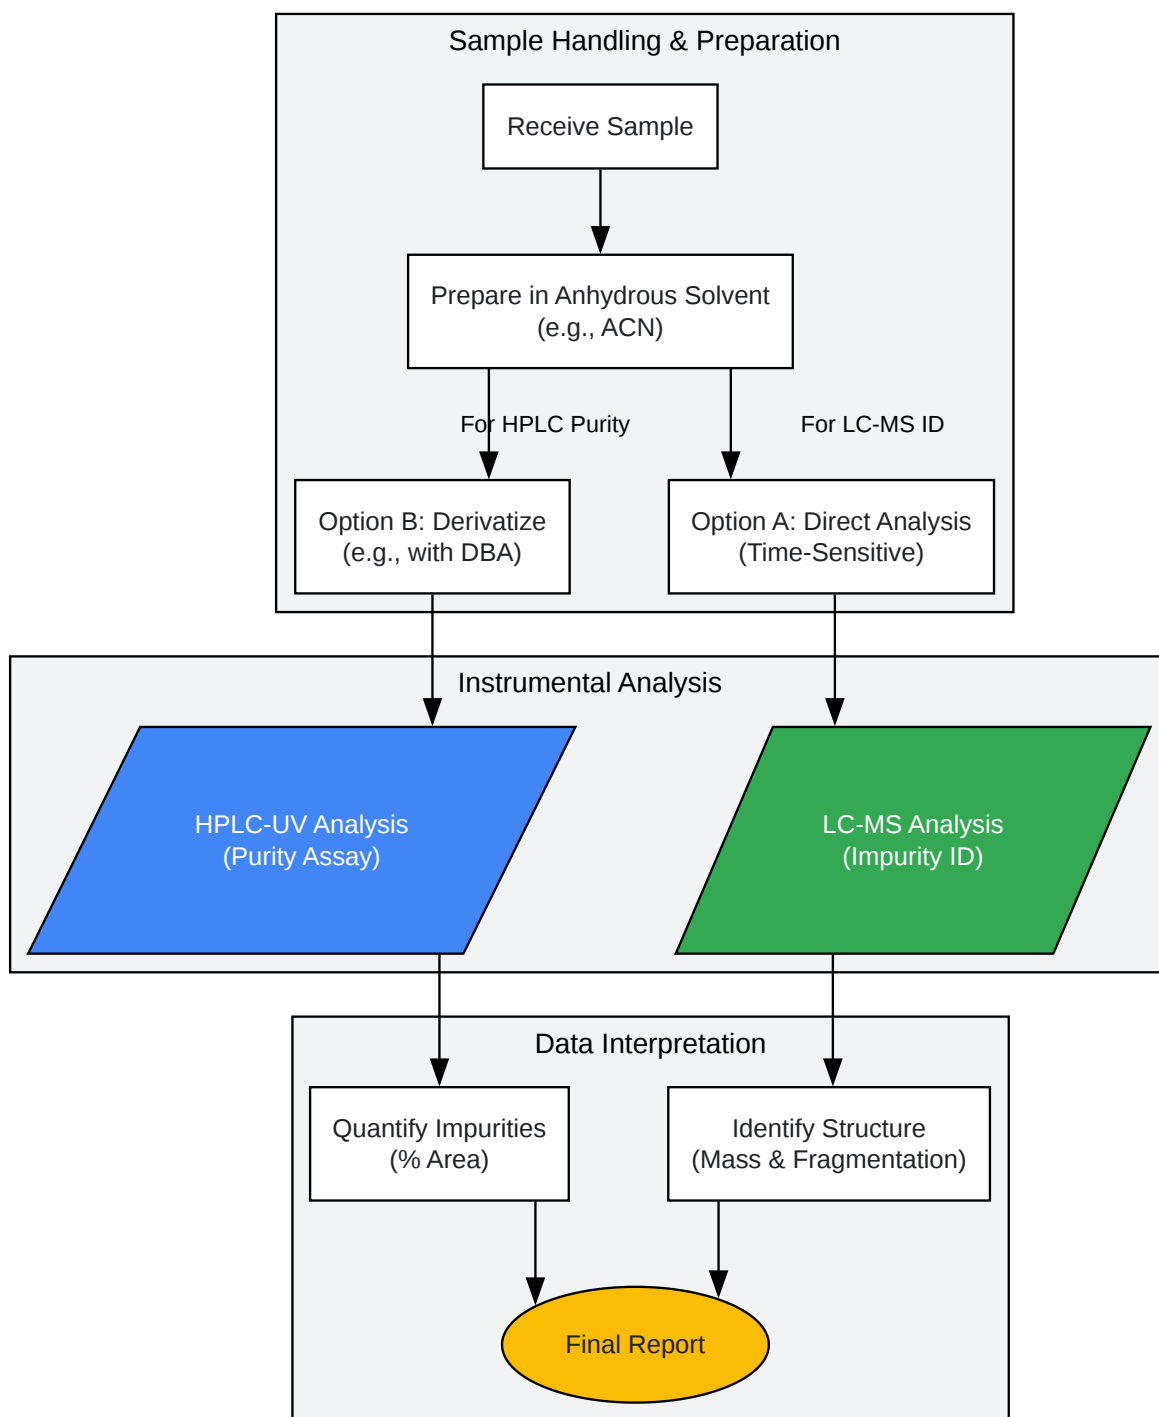 Sample Handling & Preparation
Receive Sample
Prepare in Anhydrous Solvent
(e.g., ACN)
For HPLC Purity
For LC-MS ID
Option B: Derivatize
(e.g., with DBA)
Option A: Direct Analysis
(Time-Sensitive)
Instrumental Analysis
HPLC-UV Analysis
(Purity Assay)
LC-MS Analysis
(Impurity ID)
Data Interpretation
Quantify Impurities
(% Area)
Identify Structure
(Mass & Fragmentation)
Final Report